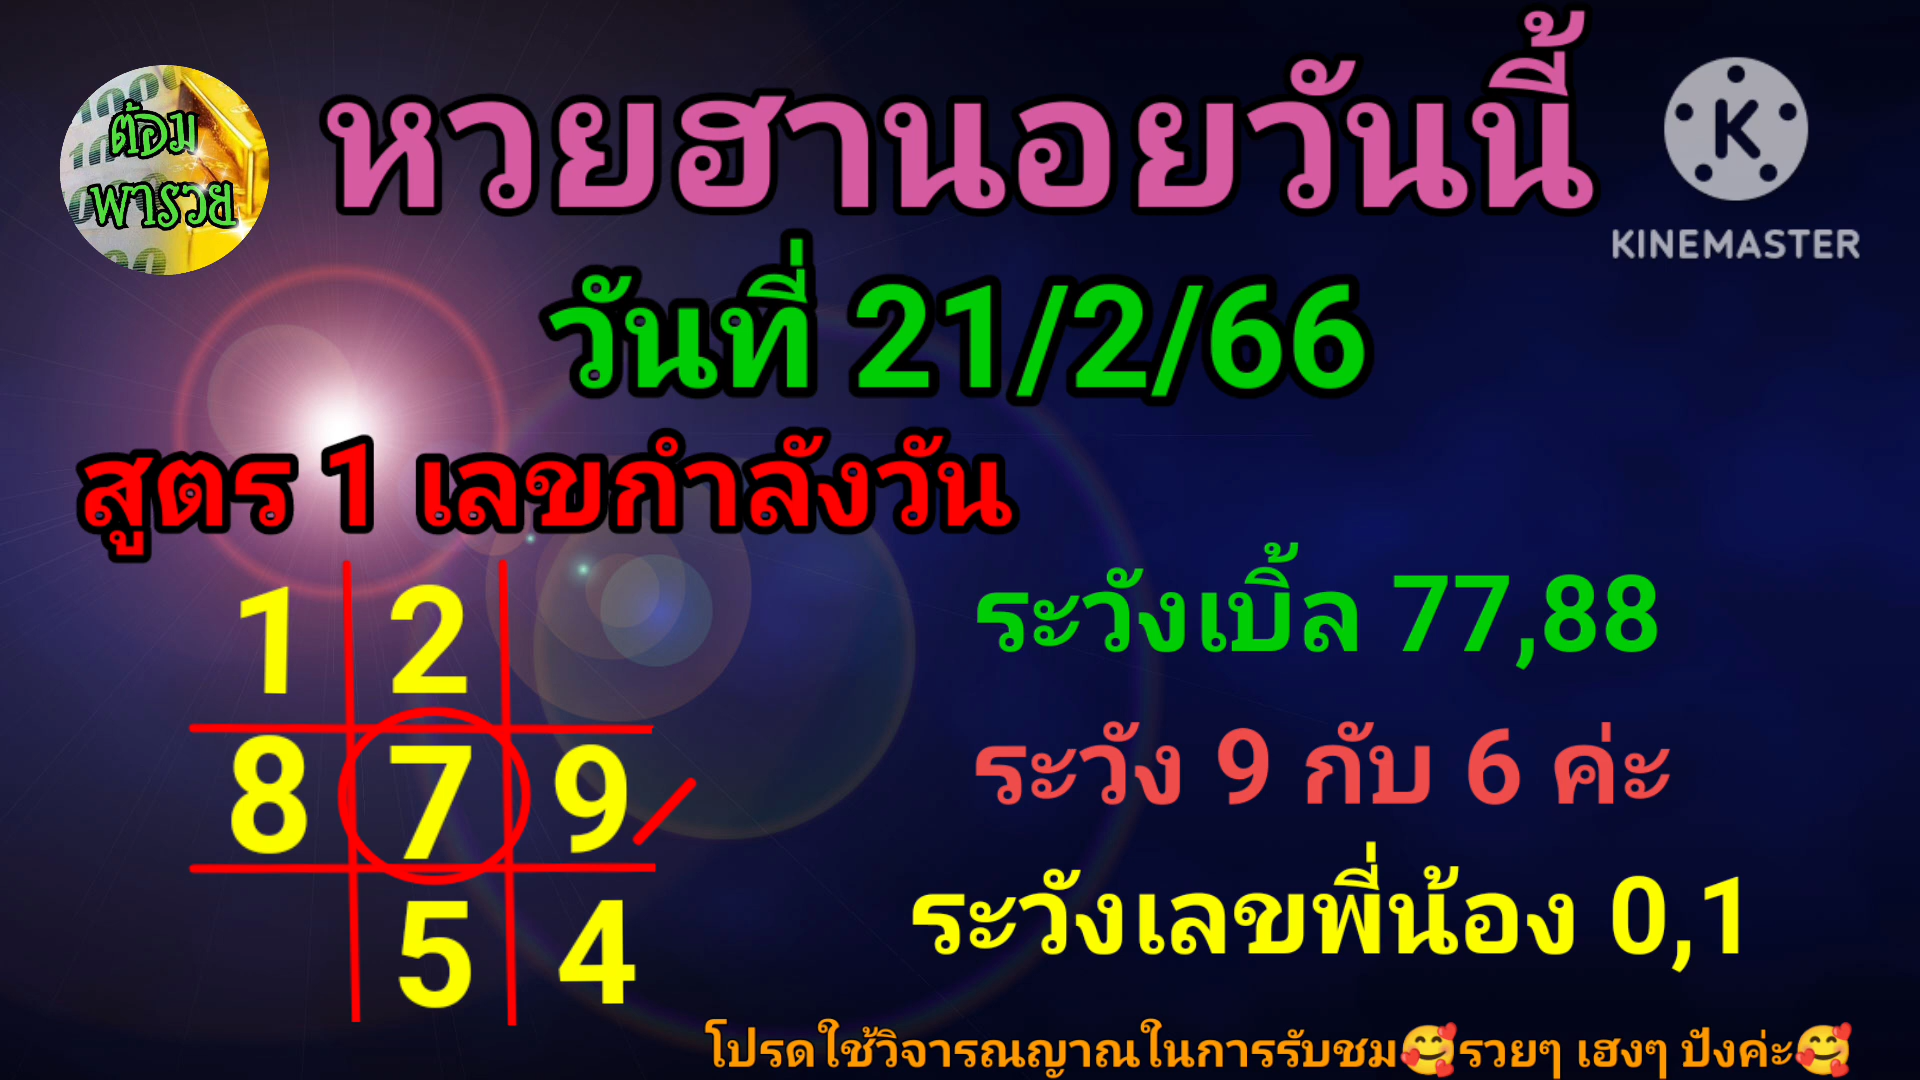 ต้อม
พารวย
หวยฮานอยวันนี้
K
KINEMASTER
วันที่ 21/2/66
สูตร 1 เลขกำลังวัน
1 2
8 7 9
5 4
ระวังเบิ้ล 77,88
ระวัง 9 กับ 6 ค่ะ
ระวังเลขพี่น้อง 0,1
โปรดใช้วิจารณญาณในการรับชม🥰รวยๆ เฮงๆ ปังค่ะ🥰